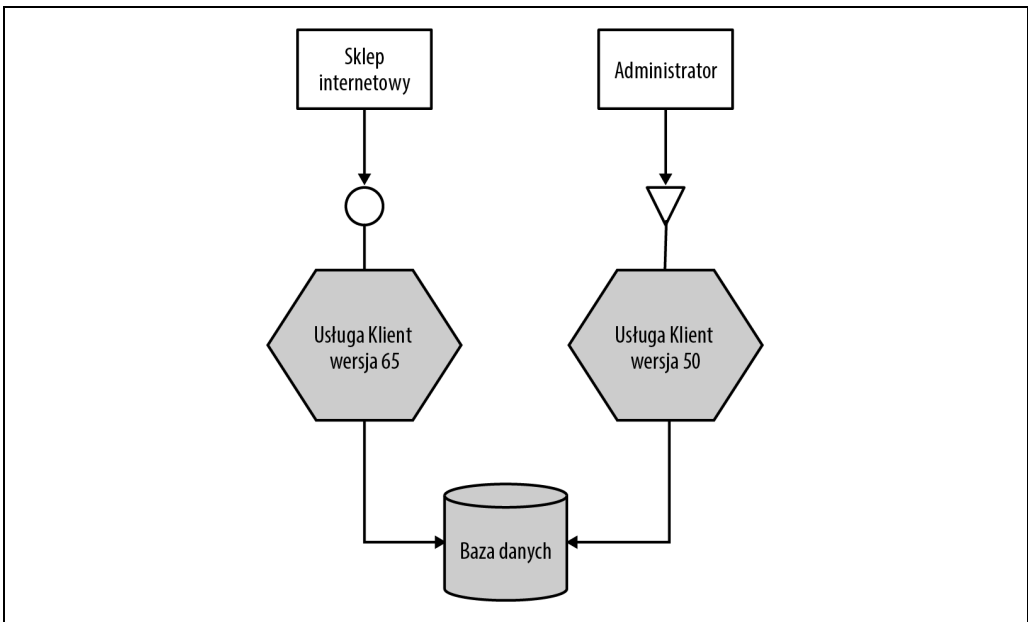 Sklep
internetowy
Administrator
Usługa Klient
wersja 65
Usługa Klient
wersja 50
Baza danych